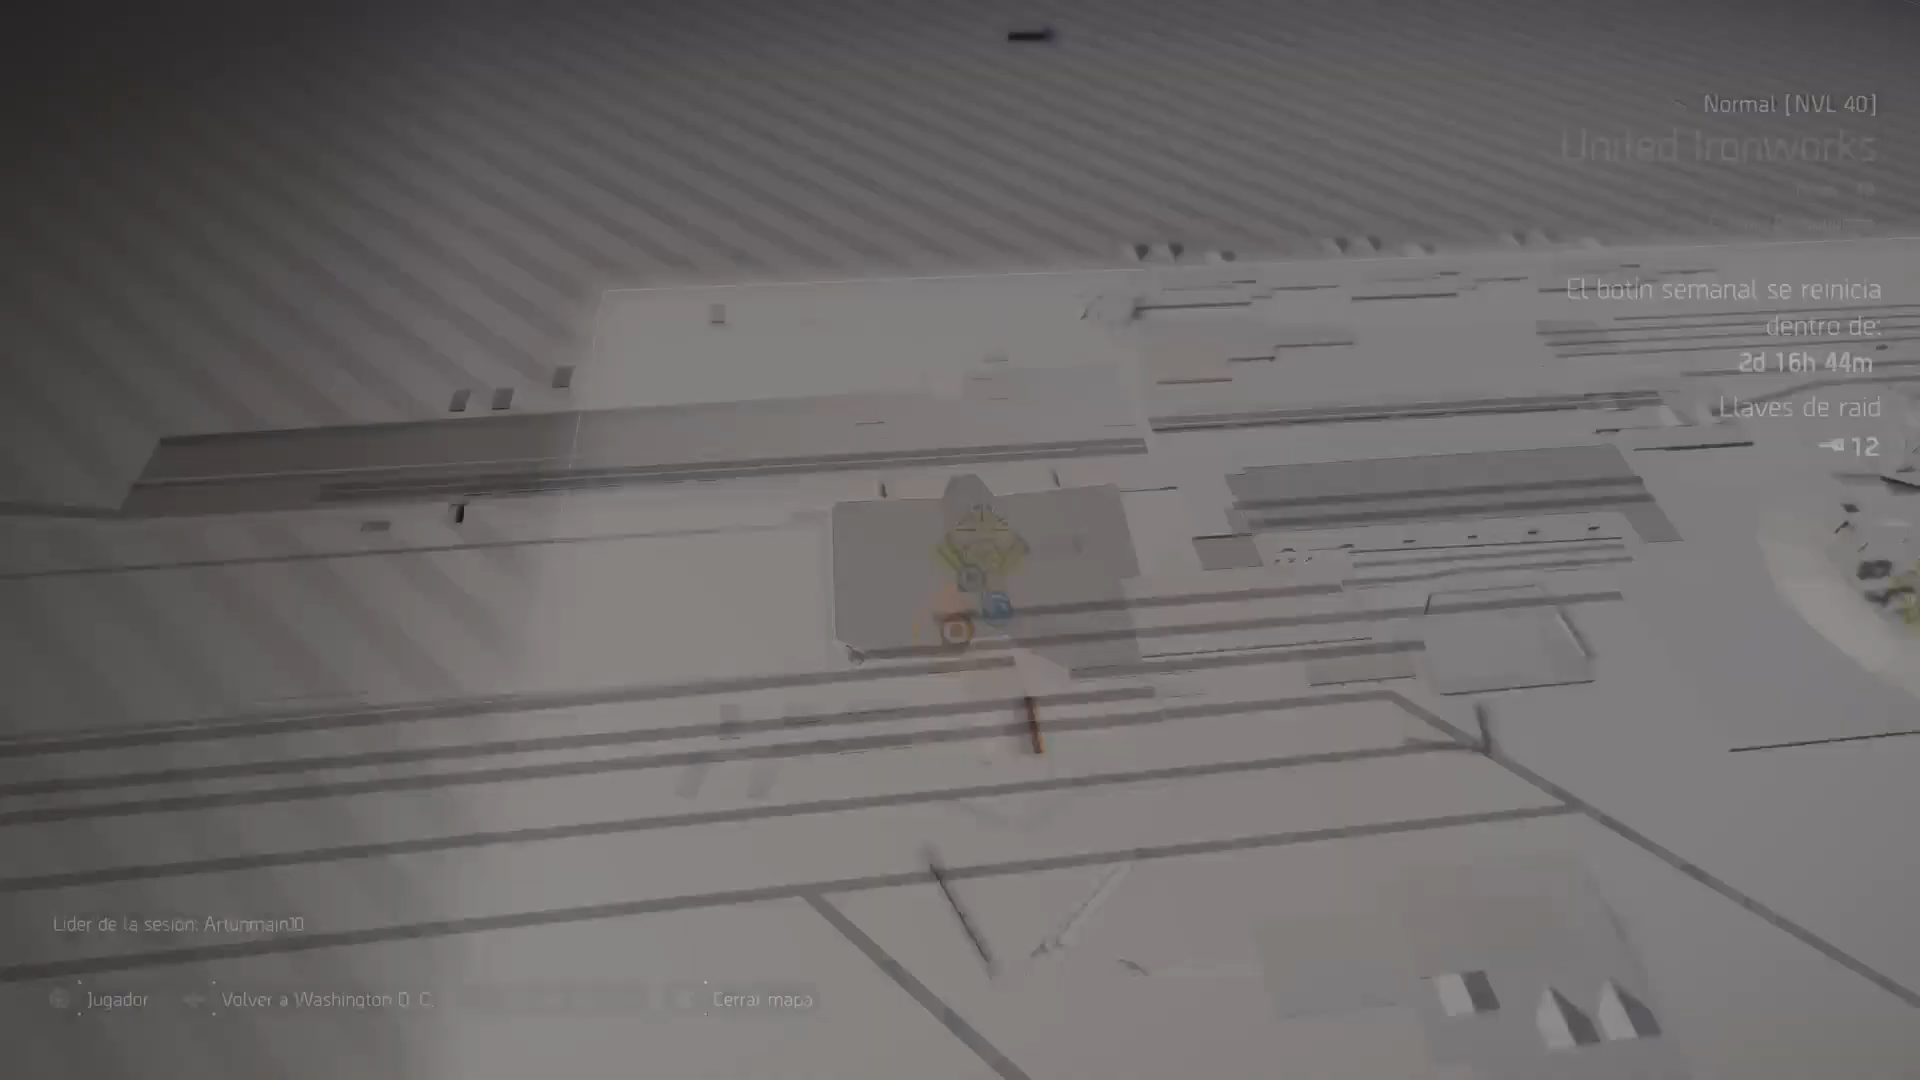 Normal [NVL 40]
United Ironworks
El botín semanal se reinicia
dentro de:
2d 16h 44m
Llaves de raid
12
Líder de la sesión: Artunmain10
Jugador
Volver a Washington D. C.
Cerrar mapa